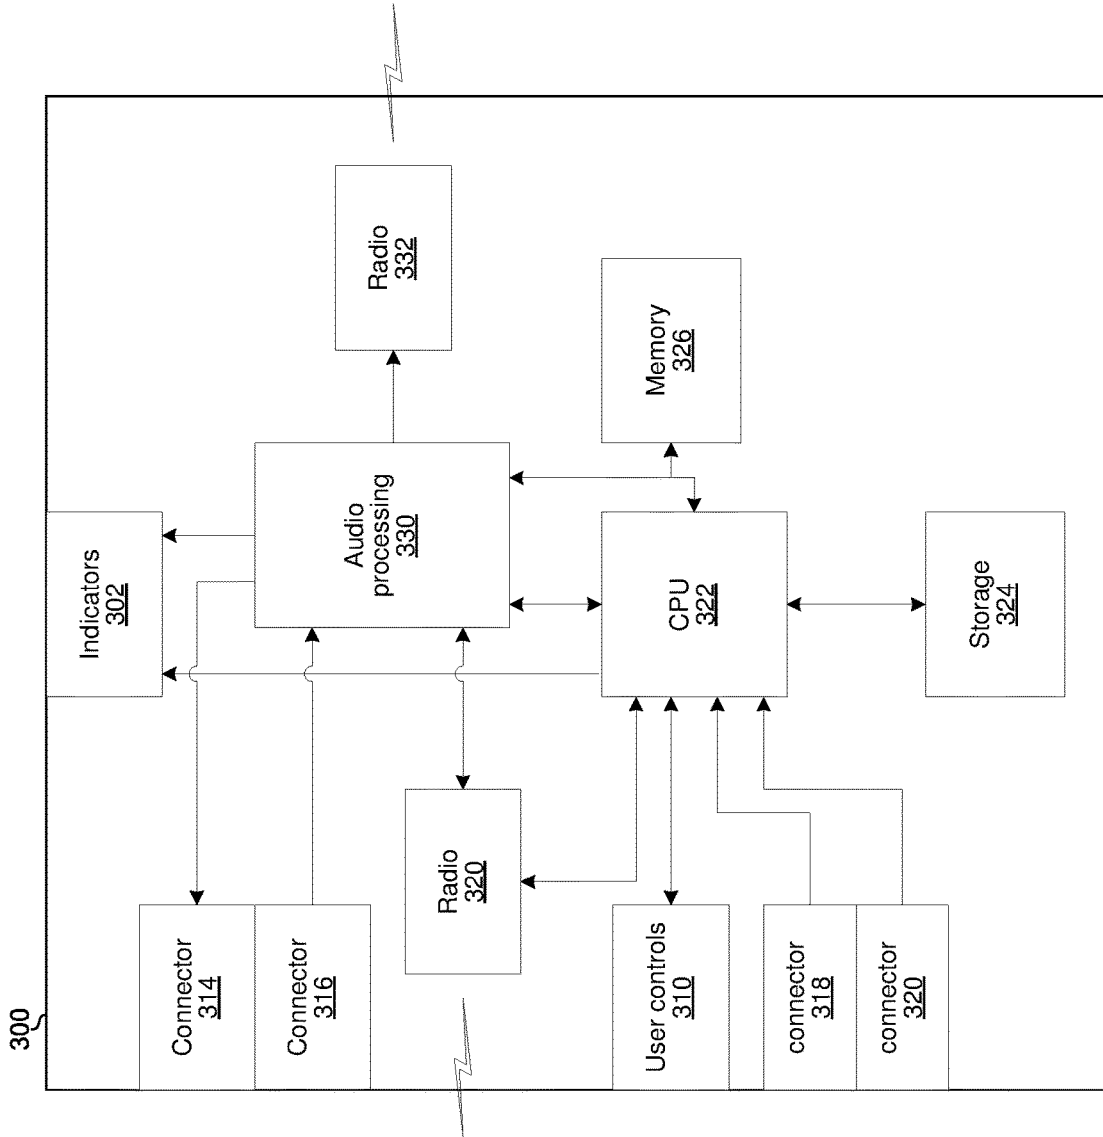 300
Connector
314
Connector
316
Radio
320
User controls
310
connector
318
connector
320
Indicators
302
Audio
processing
330
CPU
322
Storage
324
Radio
332
Memory
326